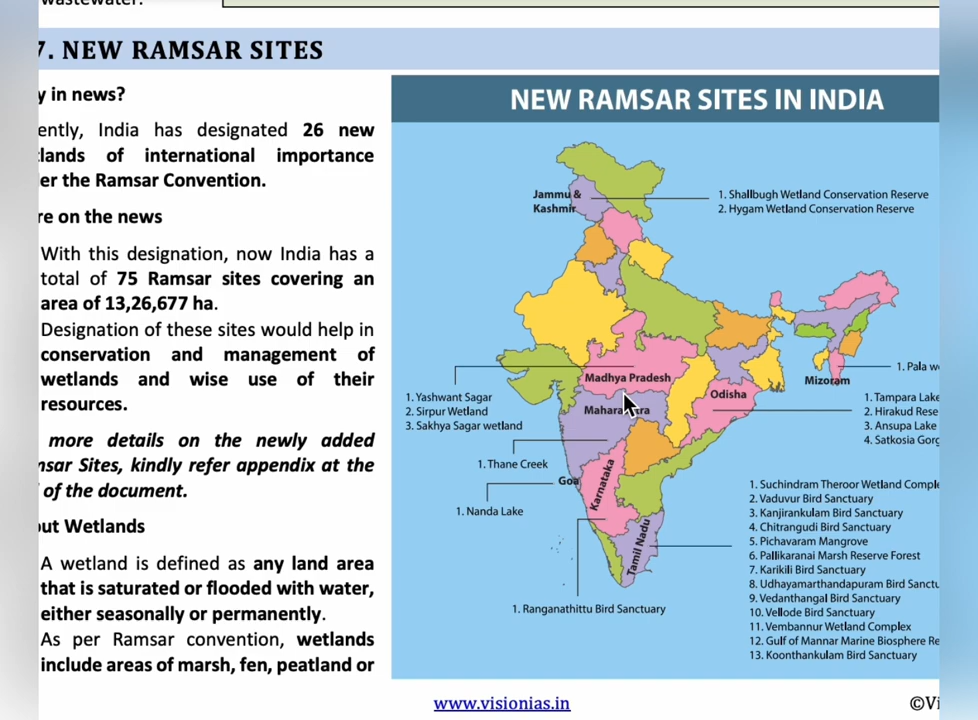 wastewater.
7. NEW RAMSAR SITES
y in news?
ently, India has designated 26 new
lands of international importance
er the Ramsar Convention.
re on the news
With this designation, now India has a
total of 75 Ramsar sites covering an
area of 13,26,677 ha.
Designation of these sites would help in
conservation and management of
wetlands and wise use of their
resources.
more details on the newly added
nsar Sites, kindly refer appendix at the
of the document.
out Wetlands
A wetland is defined as any land area
that is saturated or flooded with water,
either seasonally or permanently.
As per Ramsar convention, wetlands
include areas of marsh, fen, peatland or
NEW RAMSAR SITES IN INDIA
Jammu &
Kashmir
1. Shallbugh Wetland Conservation Reserve
2. Hygam Wetland Conservation Reserve
Madhya Pradesh
1. Yashwant Sagar
2. Sirpur Wetland
3. Sakhya Sagar wetland
Mizoram
1. Pala w
Odisha
1. Tampara Lake
2. Hirakud Rese
3. Ansupa Lake
4. Satkosia Gorg
1. Thane Creek
Goa
1. Nanda Lake
Karnataka
1. Ranganathittu Bird Sanctuary
Tamil Nadu
1. Suchindram Theroor Wetland Comple
2. Vaduvur Bird Sanctuary
3. Kanjirankulam Bird Sanctuary
4. Chitrangudi Bird Sanctuary
5. Pichavaram Mangrove
6. Pallikaranai Marsh Reserve Forest
7. Karikili Bird Sanctuary
8. Udhayamarthandapuram Bird Sanctu
9. Vedanthangal Bird Sanctuary
10. Vellode Bird Sanctuary
11. Vembannur Wetland Complex
12. Gulf of Mannar Marine Biosphere Re
13. Koonthankulam Bird Sanctuary
www.visionias.in
©Vi